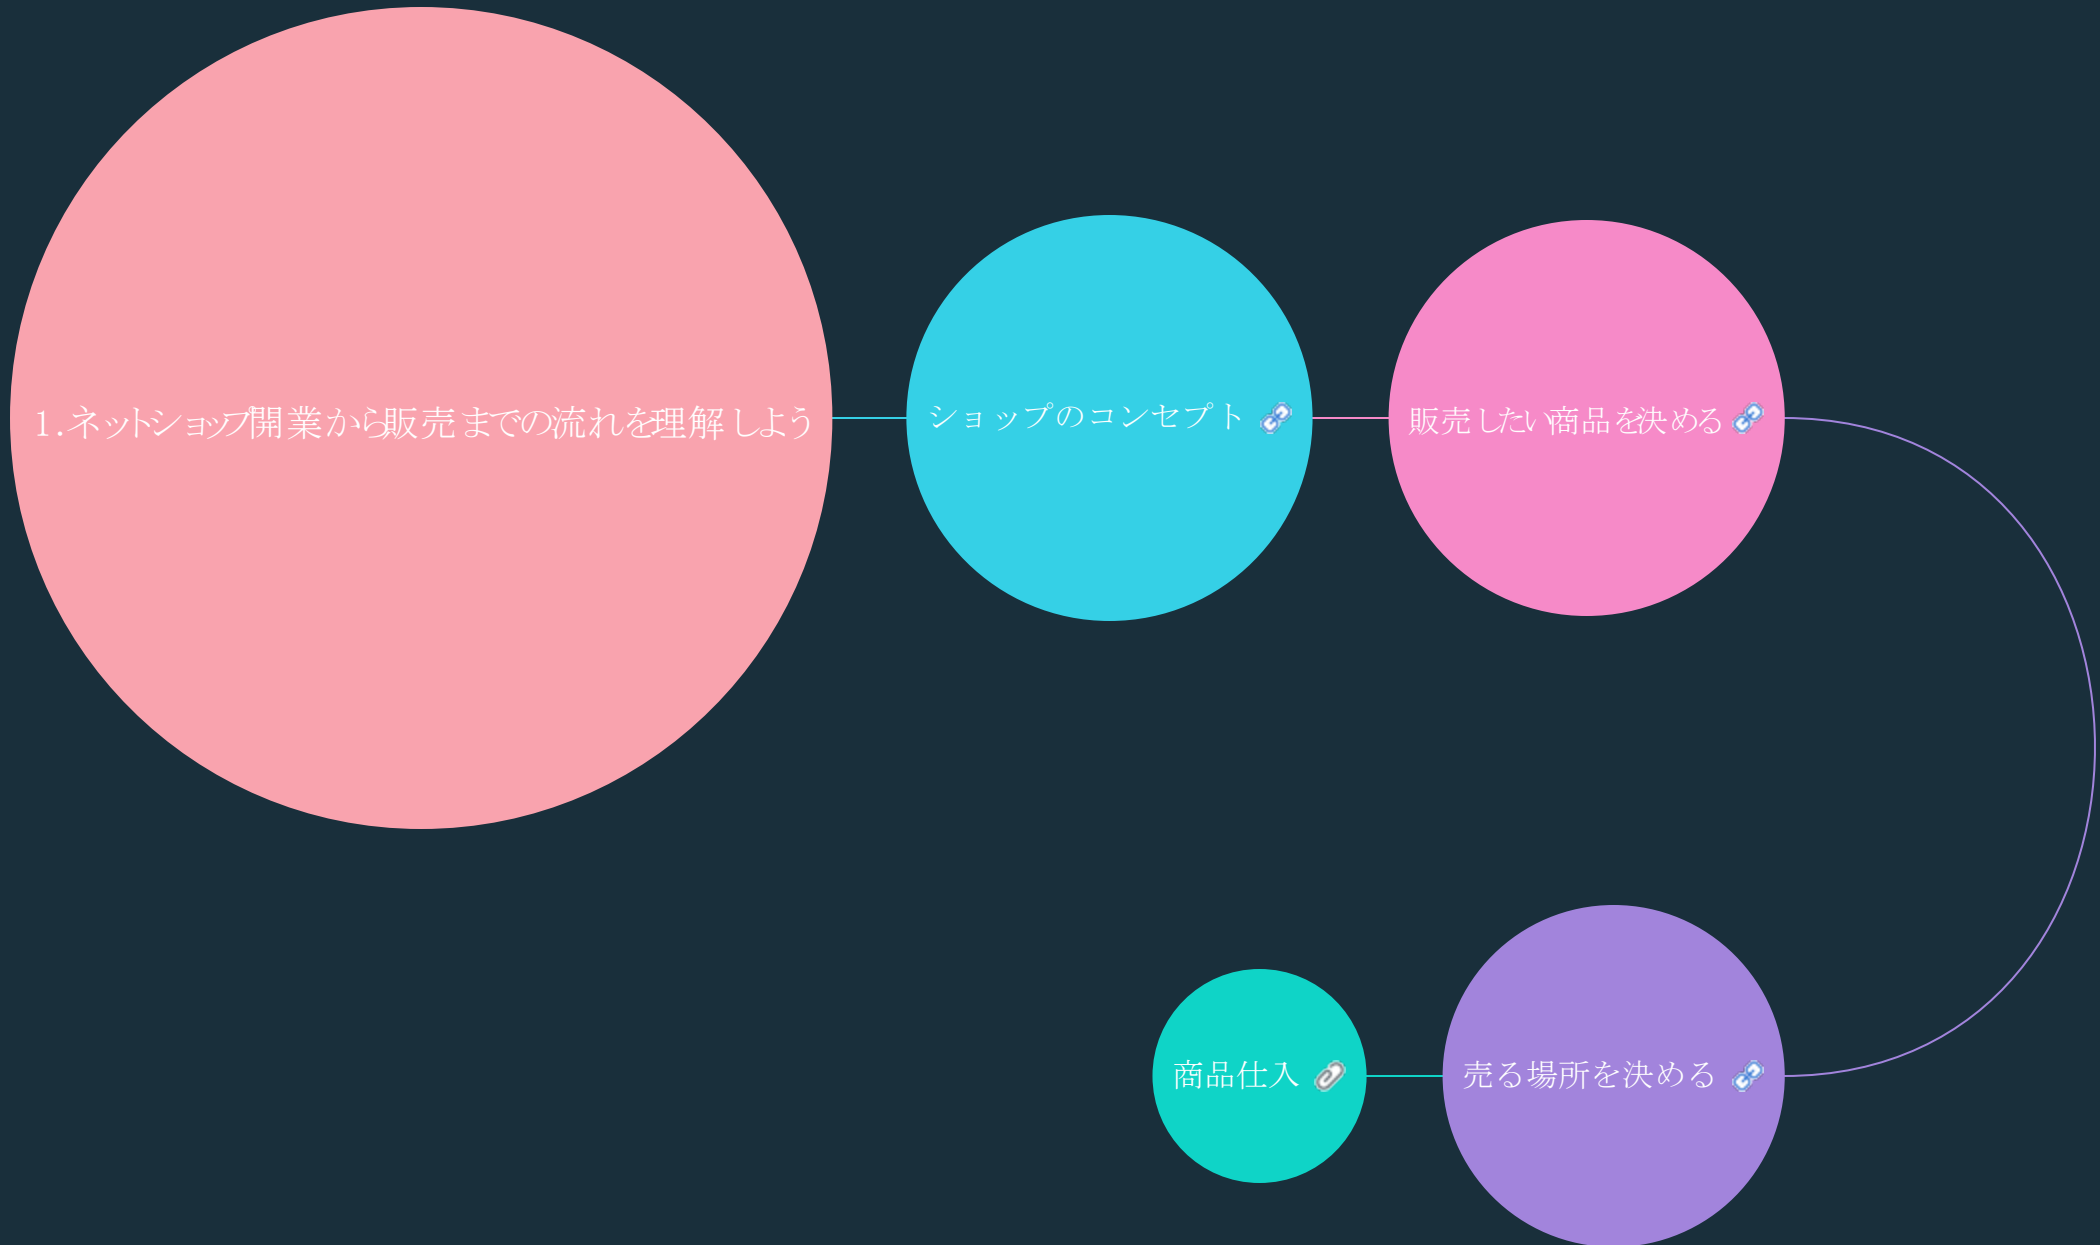 1.ネットショップ開業から販売までの流れを理解しよう
ショップのコンセプト
販売したい商品を決める
売る場所を決める
商品仕入